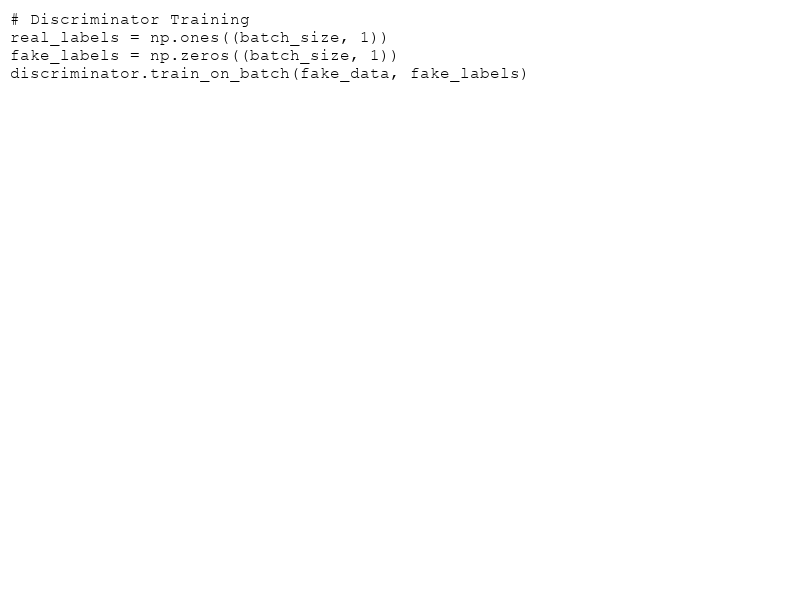 # Discriminator Training
real_labels = np.ones((batch_size, 1))
fake_labels = np.zeros((batch_size, 1))
discriminator.train_on_batch(fake_data, fake_labels)